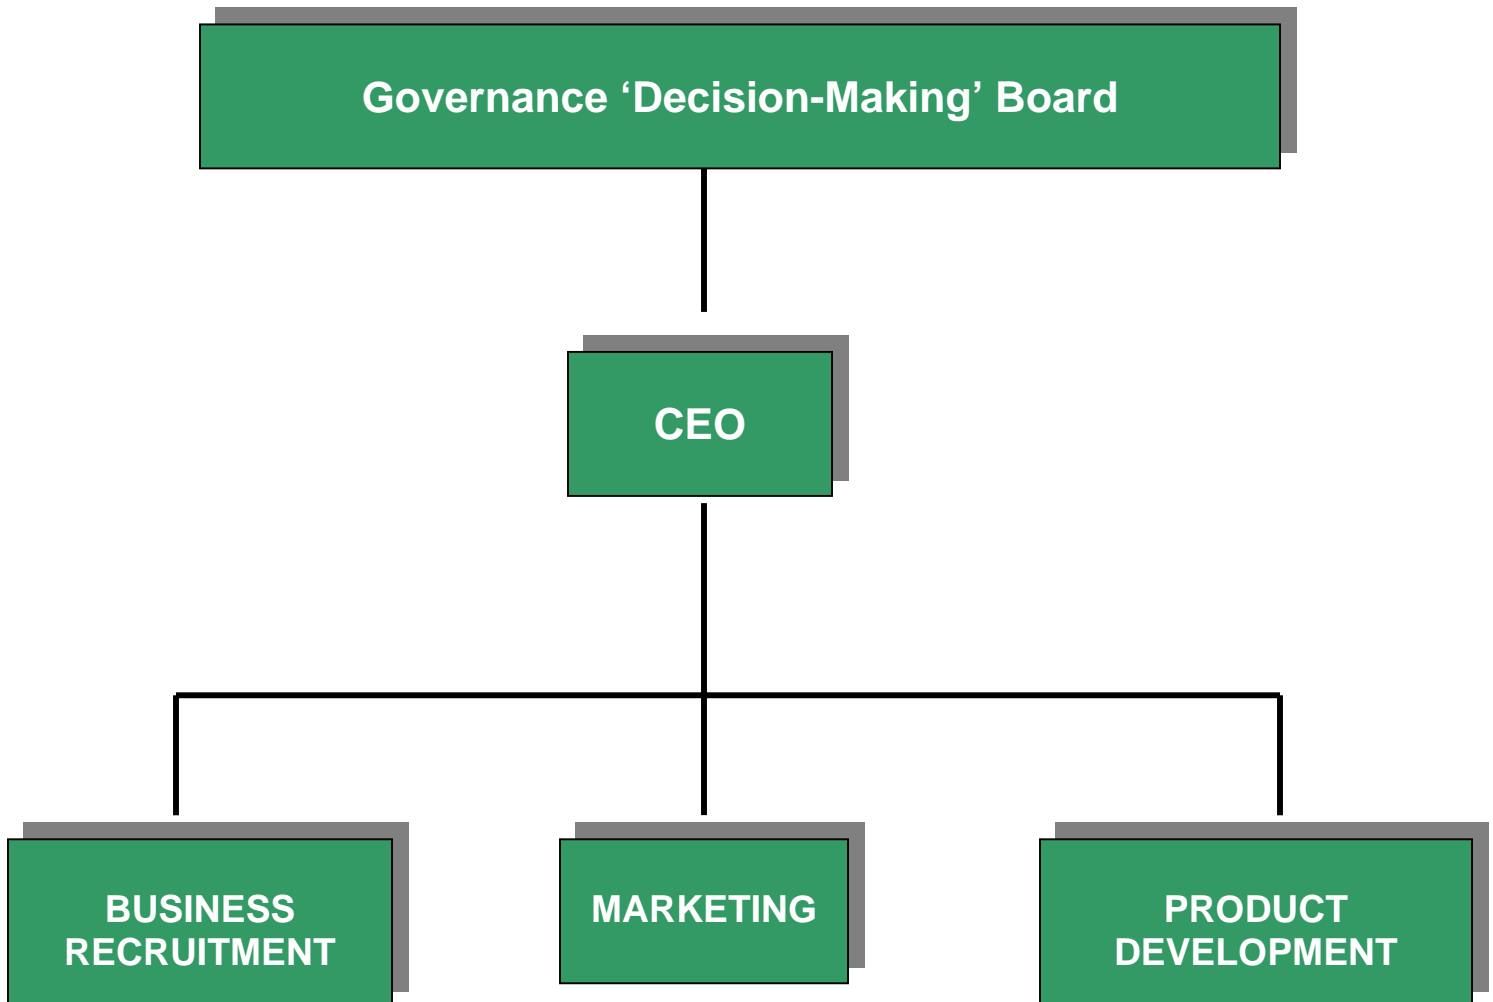 Governance ‘Decision-Making’ Board
CEO
BUSINESS
RECRUITMENT
MARKETING
PRODUCT
DEVELOPMENT